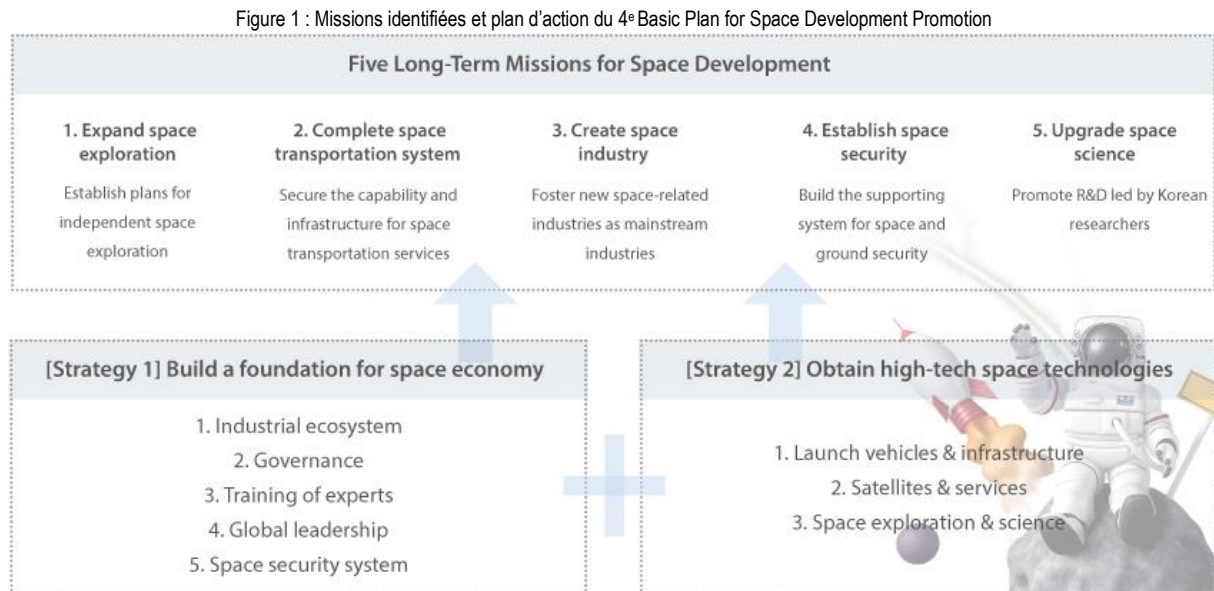 Figure 1 : Missions identifiées et plan d'action du 4e Basic Plan for Space Development Promotion
Five Long-Term Missions for Space Development
1. Expand space
exploration
Establish plans for
independent space
exploration
2. Complete space
transportation system
Secure the capability and
infrastructure for space
transportation services
3. Create space
industry
Foster new space-related
industries as mainstream
industries
4. Establish space
security
Build the supporting
system for space and
ground security
5. Upgrade space
science
Promote R&D led by Korean
researchers
[Strategy 1] Build a foundation for space economy
1. Industrial ecosystem
2. Governance
3. Training of experts
4. Global leadership
5. Space security system
[Strategy 2] Obtain high-tech space technologies
1. Launch vehicles & infrastructure
2. Satellites & services
3. Space exploration & science